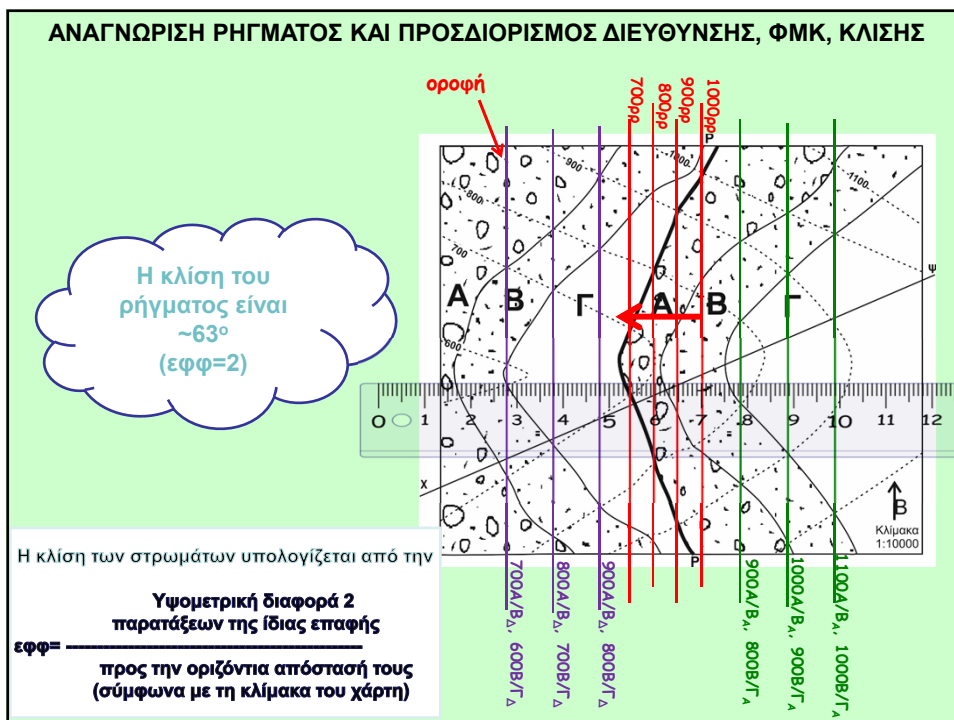 ΑΝΑΓΝΩΡΙΣΗ ΡΗΓΜΑΤΟΣ ΚΑΙ ΠΡΟΣΔΙΟΡΙΣΜΟΣ ΔΙΕΥΘΥΝΣΗΣ, ΦΜΚ, ΚΛΙΣΗΣ
οροφή
700ρρ
800ρρ
900ρρ
1000ρρ
Ρ
900
1000
1100
800
700
600
Ψ
Η κλίση του
ρήγματος είναι
~63ο
(εφφ=2)
Α Β Γ Α Β Γ
0 1 2 3 4 5 6 7 8 9 10 11 12
Χ
Β
Κλίμακα
1:10000
Ρ
Η κλίση των στρωμάτων υπολογίζεται από την
Υψομετρική διαφορά 2
παρατάξεων της ίδιας επαφής
εφφ= ------------------------------------------------
προς την οριζόντια απόστασή τους
(σύμφωνα με τη κλίμακα του χάρτη)
700Α/ΒΔ, 600Β/ΓΔ
800Α/ΒΔ, 700Β/ΓΔ
900Α/ΒΔ, 800Β/ΓΔ
900Α/ΒΑ, 800Β/ΓΑ
1000Α/ΒΑ, 900Β/ΓΑ
1100Α/ΒΑ, 1000Β/ΓΑ